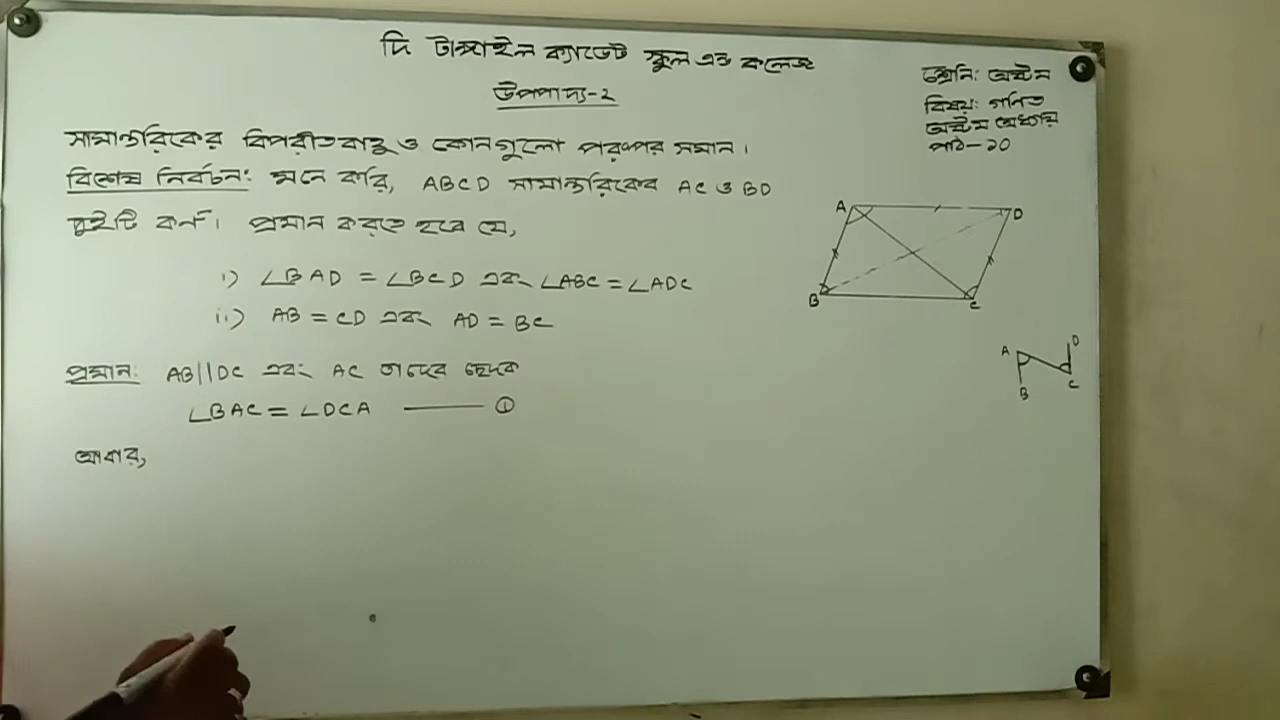 দি টাঙ্গাইল ক্যাডেট স্কুল এন্ড কলেজ
উপপাদ্য-২
শ্রেনি: অষ্টম
বিষয়: গনিত
অষ্টম অধ্যায়
পাঠ-১০
সামান্তরিকের বিপরীত বাহু ও কোনগুলো পরস্পর সমান।
বিশেষ নির্বচন: মনে করি, ABCD সামান্তরিকের AC ও BD
দুইটি কর্ন। প্রমান করতে হবে যে,
i) ∠BAD = ∠BCD এবং ∠ABC = ∠ADC
ii) AB = CD এবং AD = BC
প্রমান: AB||DC এবং AC তাদের ছেদক
∠BAC = ∠DCA ——— ①
আবার,
A D
B C
A D
B C